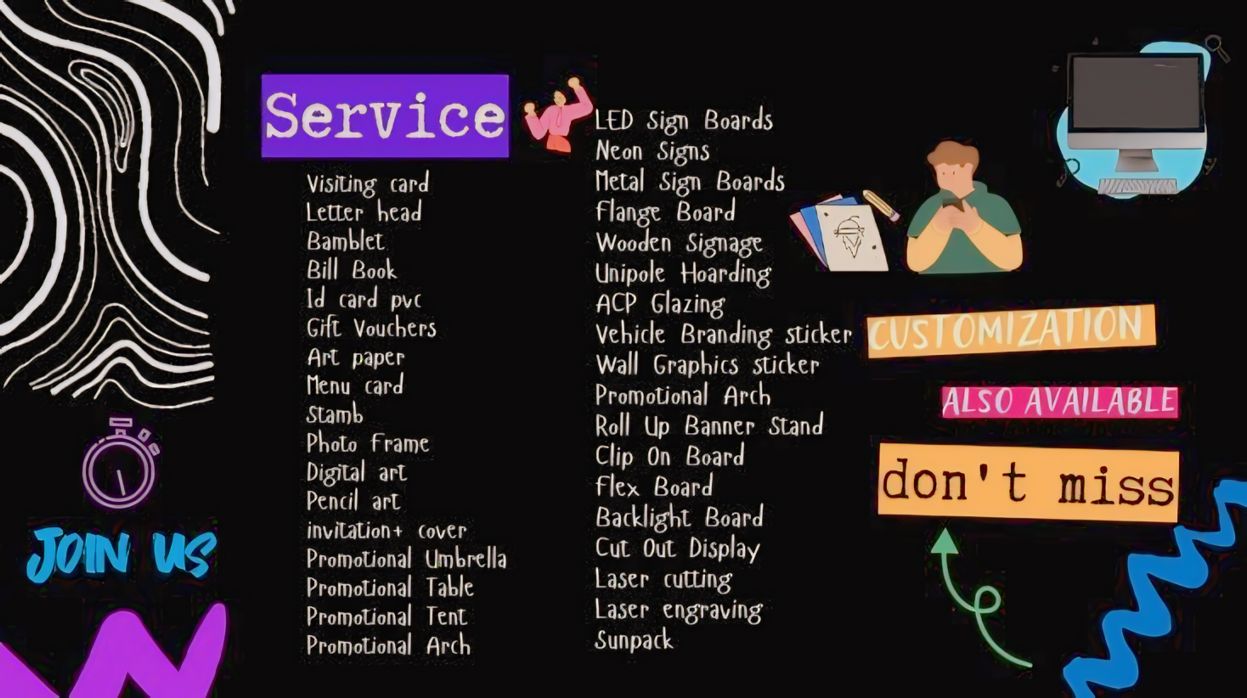 Service
Visiting card
Letter head
Bamblet
Bill Book
Id card pvc
Gift Vouchers
Art paper
Menu card
Stamb
Photo Frame
Digital art
Pencil art
invitation+ cover
Promotional Umbrella
Promotional Table
Promotional Tent
Promotional Arch
LED Sign Boards
Neon Signs
Metal Sign Boards
Flange Board
Wooden Signage
Unipole Hoarding
ACP Glazing
Vehicle Branding sticker
Wall Graphics sticker
Promotional Arch
Roll Up Banner Stand
Clip On Board
Flex Board
Backlight Board
Cut Out Display
Laser cutting
Laser engraving
Sunpack
CUSTOMIZATION
ALSO AVAILABLE
don't miss
JOIN US